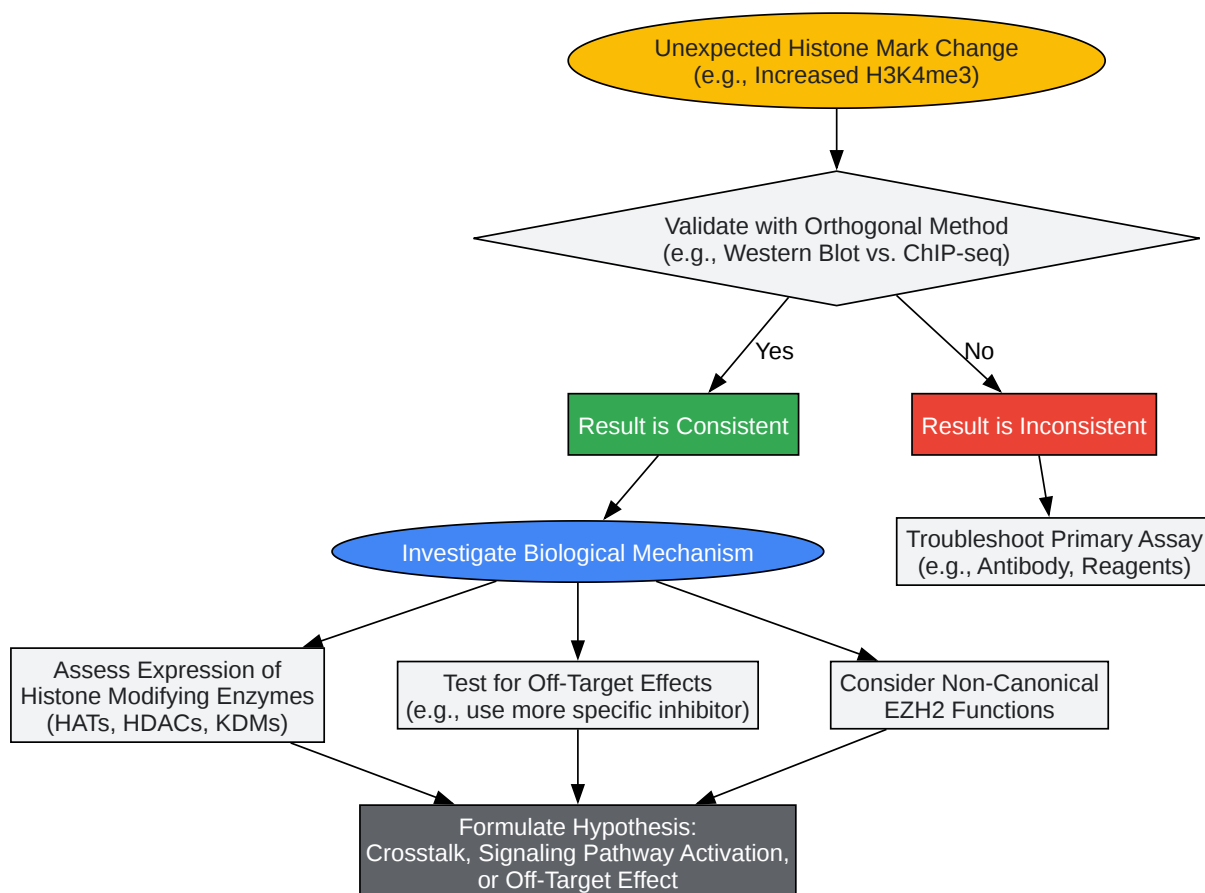 Unexpected Histone Mark Change
(e.g., Increased H3K4me3)
Validate with Orthogonal Method
(e.g., Western Blot vs. ChIP-seq)
Yes
No
Result is Consistent
Result is Inconsistent
Investigate Biological Mechanism
Troubleshoot Primary Assay
(e.g., Antibody, Reagents)
Assess Expression of
Histone Modifying Enzymes
(HATs, HDACs, KDMs)
Test for Off-Target Effects
(e.g., use more specific inhibitor)
Consider Non-Canonical
EZH2 Functions
Formulate Hypothesis:
Crosstalk, Signaling Pathway Activation,
or Off-Target Effect